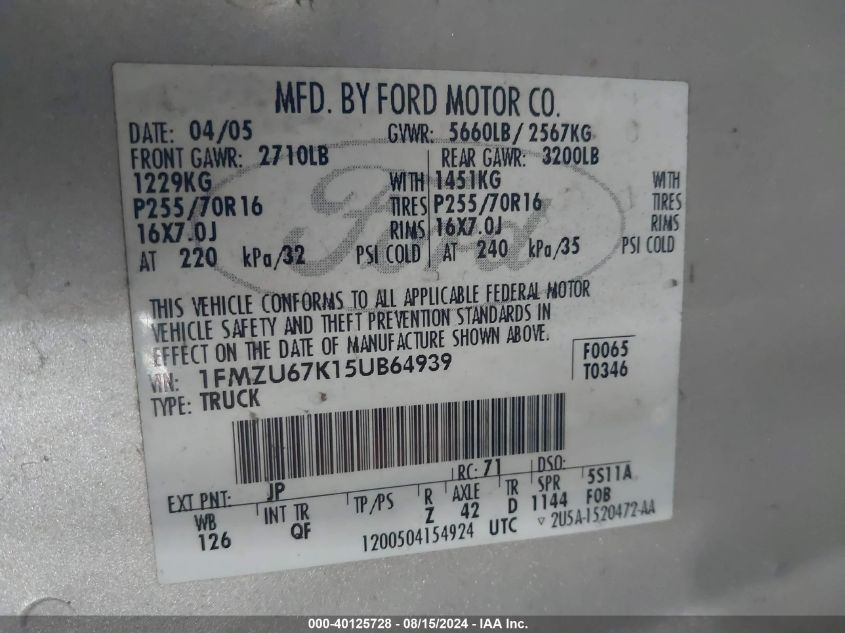 MFD. BY FORD MOTOR CO.
DATE: 04/05 GVWR: 5660LB/ 2567KG
FRONT GAWR: 2710LB REAR GAWR: 3200LB
1229KG WITH 1451KG WITH
P255/70R16 TIRES P255/70R16 TIRES
16X7.0J RIMS 16X7.0J RIMS
AT 220 kPa/32 PSI COLD AT 240 kPa/35 PSI COLD
Ford
THIS VEHICLE CONFORMS TO ALL APPLICABLE FEDERAL MOTOR
VEHICLE SAFETY AND THEFT PREVENTION STANDARDS IN
EFFECT ON THE DATE OF MANUFACTURE SHOWN ABOVE.
VIN: 1FMZU67K15UB64939
F0065
T0346
TYPE: TRUCK
RC: 71 DSO:
EXT PNT: JP 5S11A
WB INT TR TP/PS R AXLE TR SPR FOB
126 QF Z 42 D 1144
1200504154924 UTC ▽ 2U5A-1520472-AA
000-40125728 - 08/15/2024 - IAA Inc.